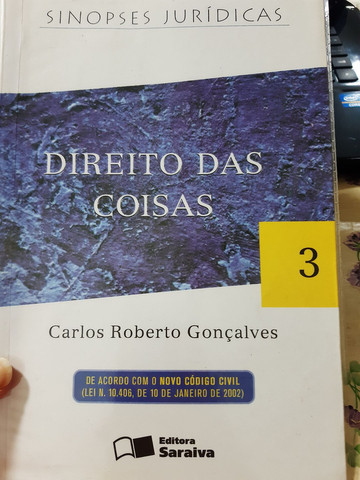 SINOPSES JURÍDICAS
DIREITO DAS
COISAS
3
Carlos Roberto Gonçalves
DE ACORDO COM O NOVO CÓDIGO CIVIL
(LEI N. 10.406, DE 10 DE JANEIRO DE 2002)
Editora
Saraiva